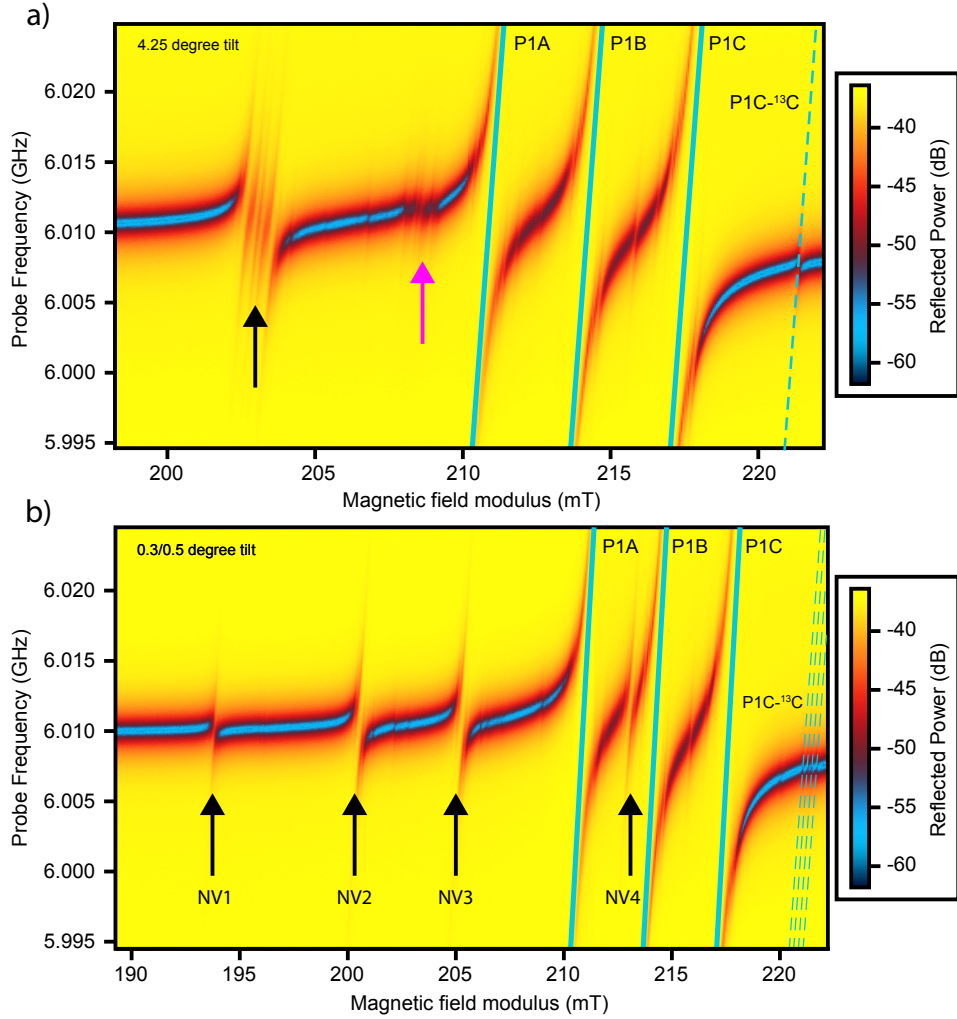 a)
4.25 degree tilt
P1A
P1B
P1C
P1C-¹³C
6.020
6.015
6.010
6.005
6.000
5.995
Probe Frequency (GHz)
200
205
210
215
220
Magnetic field modulus (mT)
-40
-45
-50
-55
-60
Reflected Power (dB)
b)
0.3/0.5 degree tilt
P1A
P1B
P1C
P1C-¹³C
6.020
6.015
6.010
6.005
6.000
5.995
Probe Frequency (GHz)
NV1
NV2
NV3
NV4
190
195
200
205
210
215
220
Magnetic field modulus (mT)
-40
-45
-50
-55
-60
Reflected Power (dB)